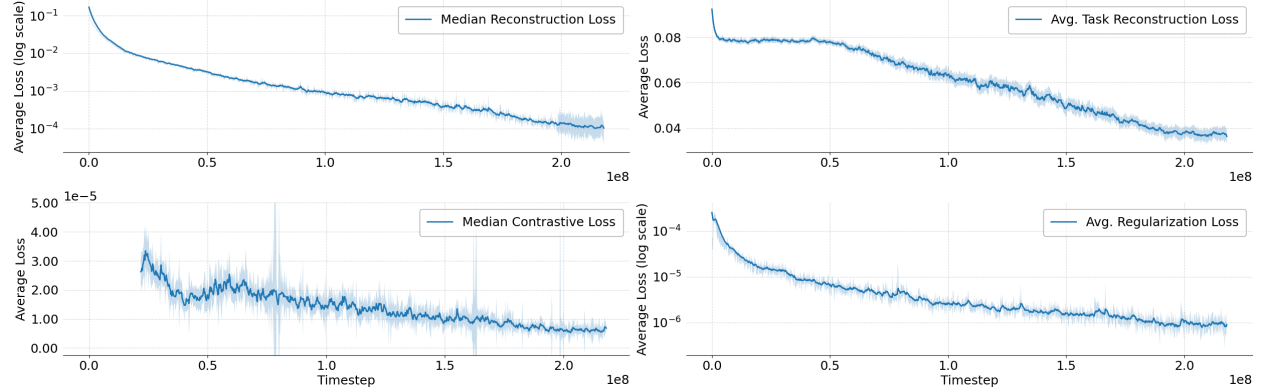 Average Loss (log scale)
10⁻¹
10⁻²
10⁻³
10⁻⁴
Median Reconstruction Loss
0.0 0.5 1.0 1.5 2.0
1e8
Average Loss
0.08
0.06
0.04
Avg. Task Reconstruction Loss
0.0 0.5 1.0 1.5 2.0
1e8
Average Loss
1e−5
5.00
4.00
3.00
2.00
1.00
0.00
Median Contrastive Loss
0.0 0.5 1.0 1.5 2.0
Timestep
1e8
Average Loss (log scale)
10⁻⁴
10⁻⁵
10⁻⁶
Avg. Regularization Loss
0.0 0.5 1.0 1.5 2.0
Timestep
1e8